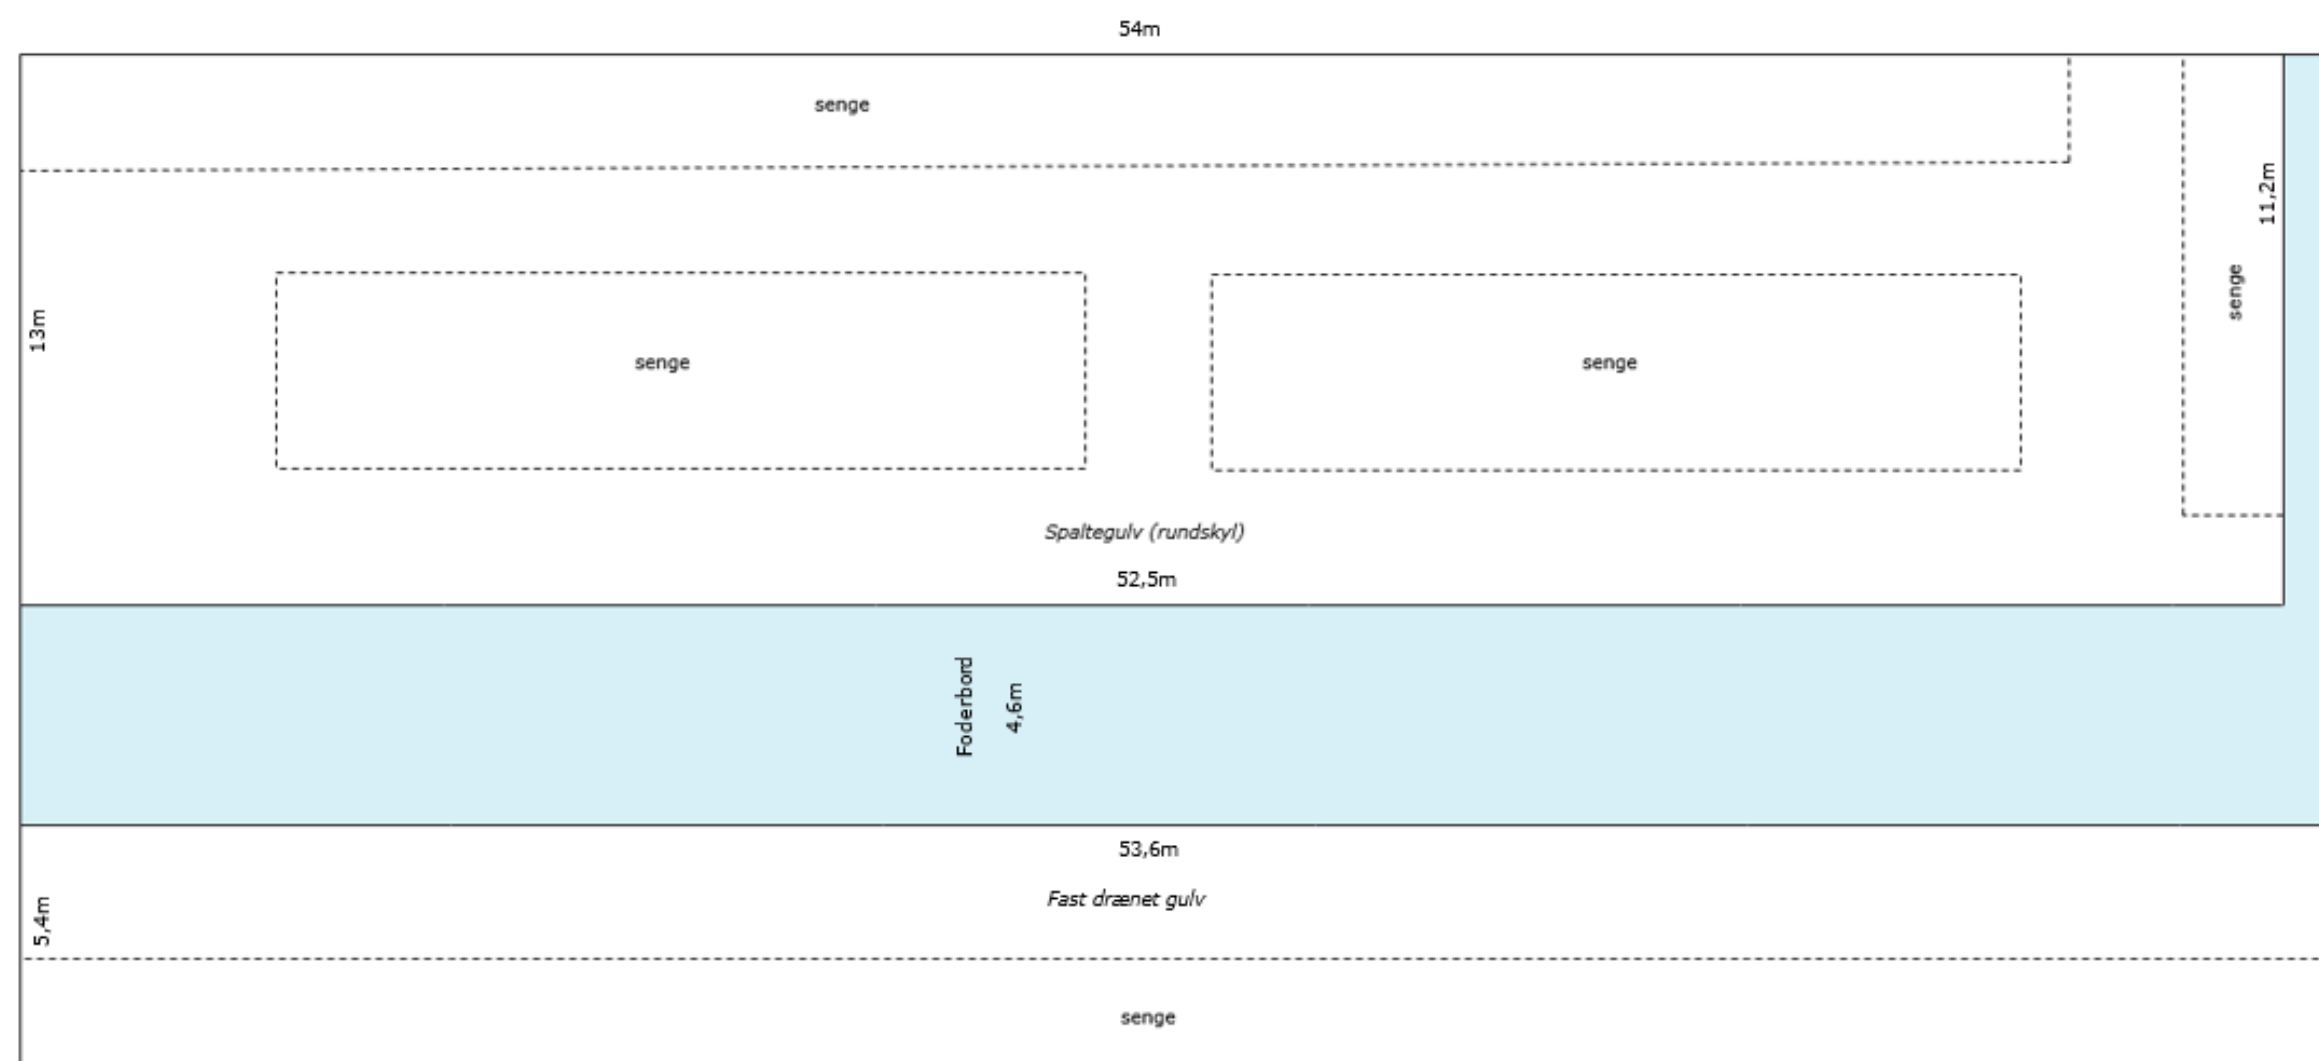 54m
senge
11,2m
senge
13m
senge
senge
Spaltegulv (rundskyl)
52,5m
Foderbord
4,6m
53,6m
Fast drænet gulv
5,4m
senge